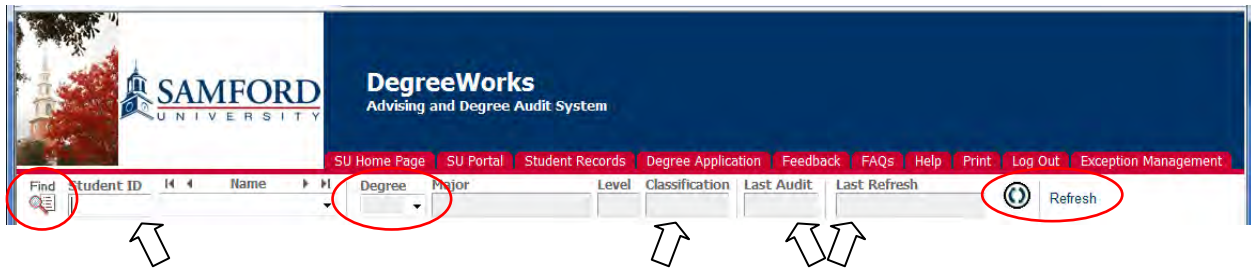 SAMFORD
UNIVERSITY
DegreeWorks
Advising and Degree Audit System
SU Home Page SU Portal Student Records Degree Application Feedback FAQs Help Print Log Out Exception Management
Find Student ID Name Degree Major Level Classification Last Audit Last Refresh
Refresh